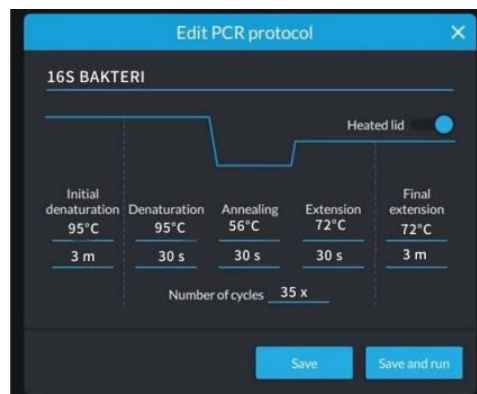 Edit PCR protocol
16S BAKTERI
Heated lid
Initial denaturation
95°C
3 m
Denaturation
95°C
30 s
Annealing
56°C
30 s
Extension
72°C
30 s
Final extension
72°C
3 m
Number of cycles 35 x
Save
Save and run